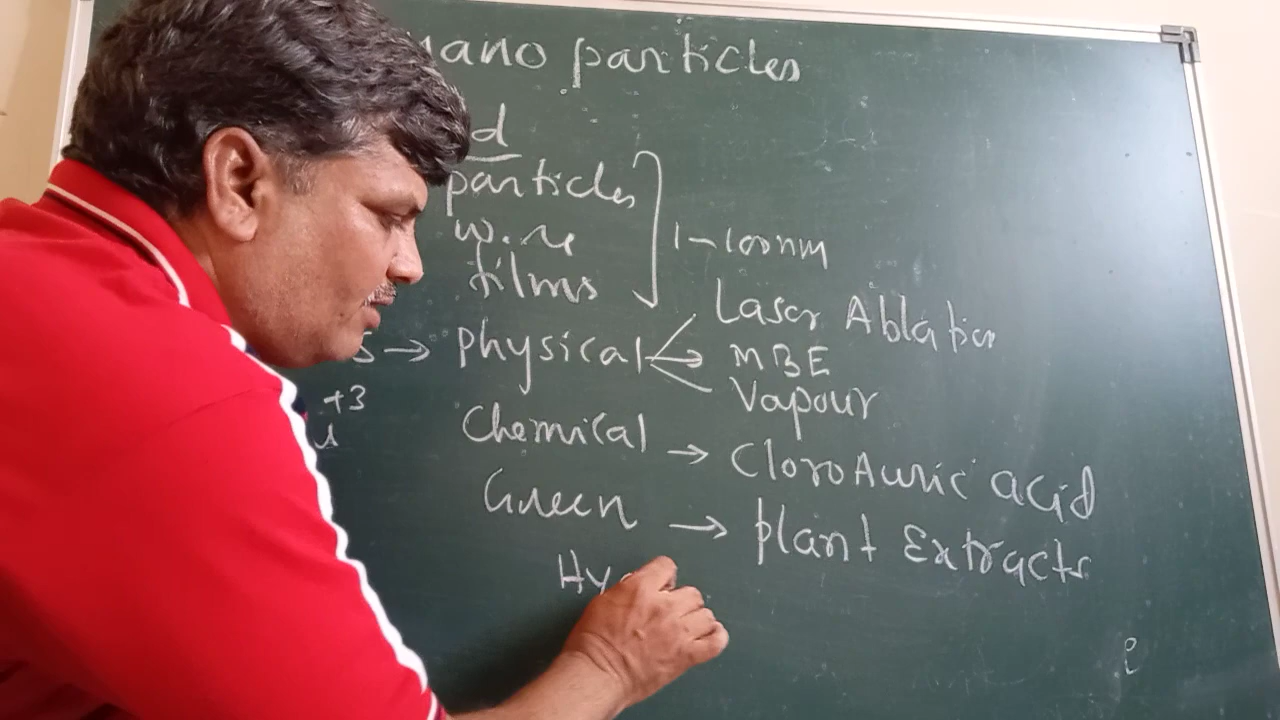 nano particles
d
particles
w.re
films
1-100nm
Laser Ablation
S → Physical → MBE
Vapour
+3
Chemical → CloroAuric acid
Green → plant Extracts
Hy
e